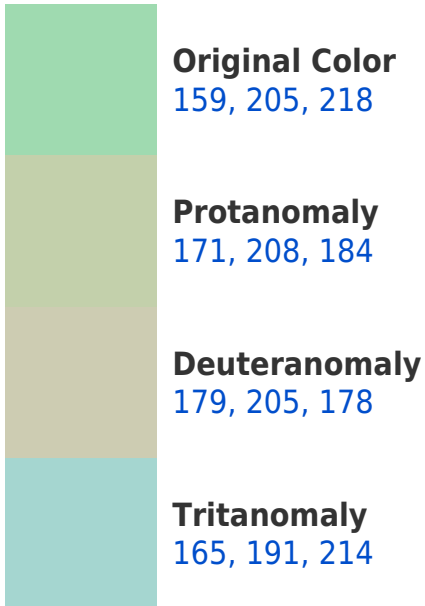 Original Color
159, 205, 218
Protanomaly
171, 208, 184
Deuteranomaly
179, 205, 178
Tritanomaly
165, 191, 214